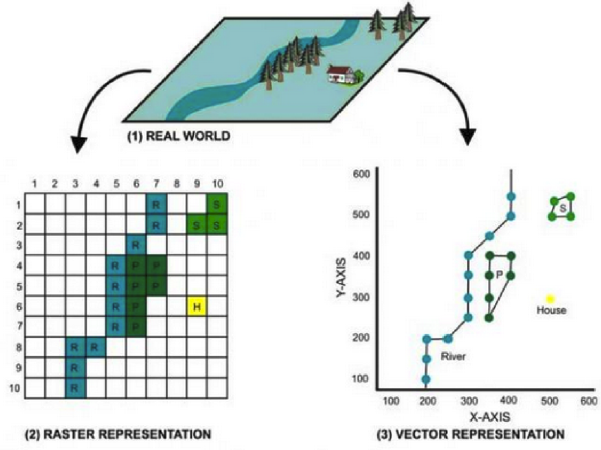 (1) REAL WORLD
1 2 3 4 5 6 7 8 9 10
1 R S
2 R S S
3 R
4 R P P
5 R P P
6 R P H
7 R P
8 R R
9 R
10 R
(2) RASTER REPRESENTATION
600
500
400
300
200
100
Y-AXIS
S
P
House
River
100 200 300 400 500 600
X-AXIS
(3) VECTOR REPRESENTATION